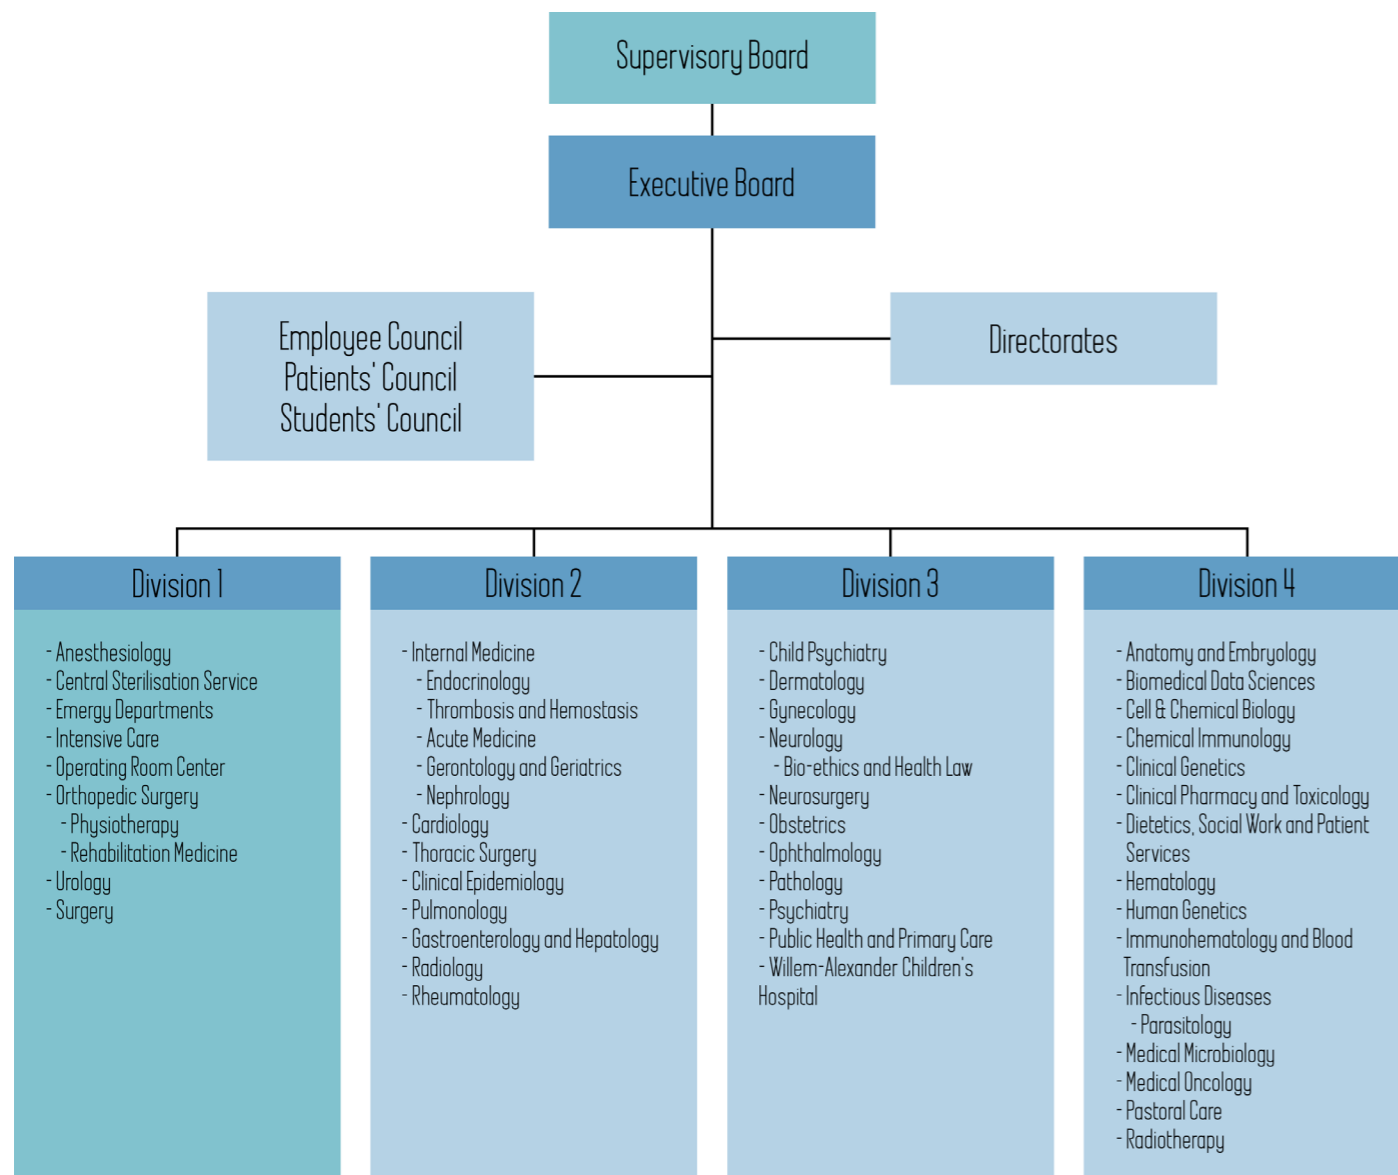 Supervisory Board
Executive Board
Employee Council
Patients' Council
Students' Council
Directorates
Division 1
- Anesthesiology
- Central Sterilisation Service
- Emergy Departments
- Intensive Care
- Operating Room Center
- Orthopedic Surgery
- Physiotherapy
- Rehabilitation Medicine
- Urology
- Surgery
Division 2
- Internal Medicine
- Endocrinology
- Thrombosis and Hemostasis
- Acute Medicine
- Gerontology and Geriatrics
- Nephrology
- Cardiology
- Thoracic Surgery
- Clinical Epidemiology
- Pulmonology
- Gastroenterology and Hepatology
- Radiology
- Rheumatology
Division 3
- Child Psychiatry
- Dermatology
- Gynecology
- Neurology
- Bio-ethics and Health Law
- Neurosurgery
- Obstetrics
- Ophthalmology
- Pathology
- Psychiatry
- Public Health and Primary Care
- Willem-Alexander Children's
Hospital
Division 4
- Anatomy and Embryology
- Biomedical Data Sciences
- Cell & Chemical Biology
- Chemical Immunology
- Clinical Genetics
- Clinical Pharmacy and Toxicology
- Dietetics, Social Work and Patient
Services
- Hematology
- Human Genetics
- Immunohematology and Blood
Transfusion
- Infectious Diseases
- Parasitology
- Medical Microbiology
- Medical Oncology
- Pastoral Care
- Radiotherapy